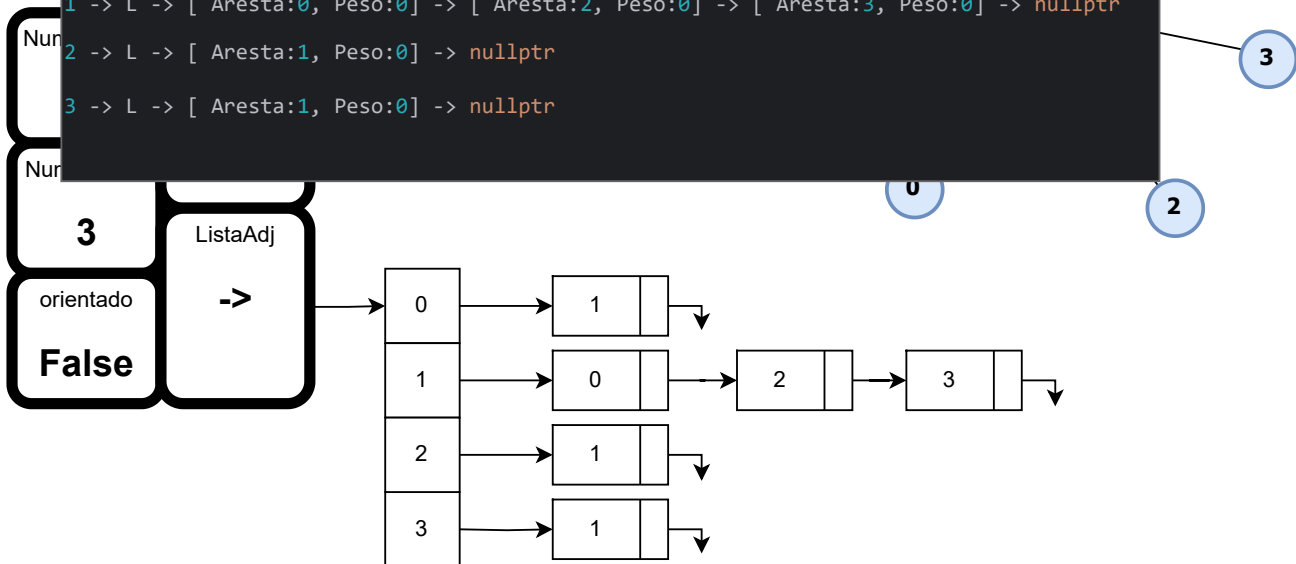 1 -> L -> [ Aresta:0, Peso:0] -> [ Aresta:2, Peso:0] -> [ Aresta:3, Peso:0] -> nullptr
2 -> L -> [ Aresta:1, Peso:0] -> nullptr
3 -> L -> [ Aresta:1, Peso:0] -> nullptr
3
0
2
3
ListaAdj
->
orientado
False
0 1
1 0 2 3
2 1
3 1